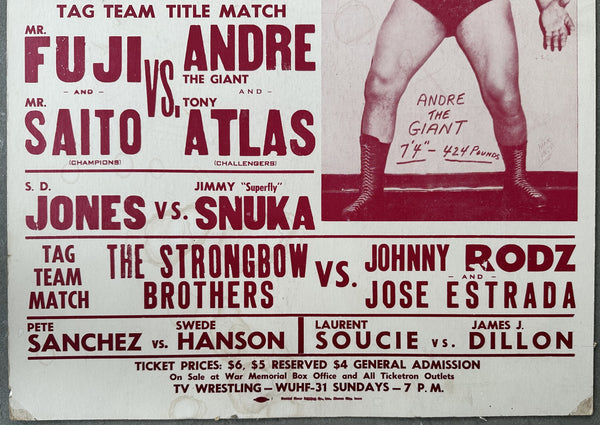 TAG TEAM TITLE MATCH
MR. FUJI
- AND -
MR. SAITO
(CHAMPIONS)
VS.
ANDRE
THE GIANT
- AND -
TONY ATLAS
(CHALLENGERS)
S. D. JONES VS. JIMMY "Superfly" SNUKA
ANDRE
THE
GIANT
7'4" - 424 POUNDS
TAG
TEAM
MATCH
THE STRONGBOW
BROTHERS
VS.
JOHNNY RODZ
- AND -
JOSE ESTRADA
PETE SANCHEZ VS. SWEDE HANSON
LAURENT SOUCIE VS. JAMES J. DILLON
TICKET PRICES: $6, $5 RESERVED $4 GENERAL ADMISSION
On Sale at War Memorial Box Office and All Ticketron Outlets
TV WRESTLING—WUHF-31 SUNDAYS—7 P.M.